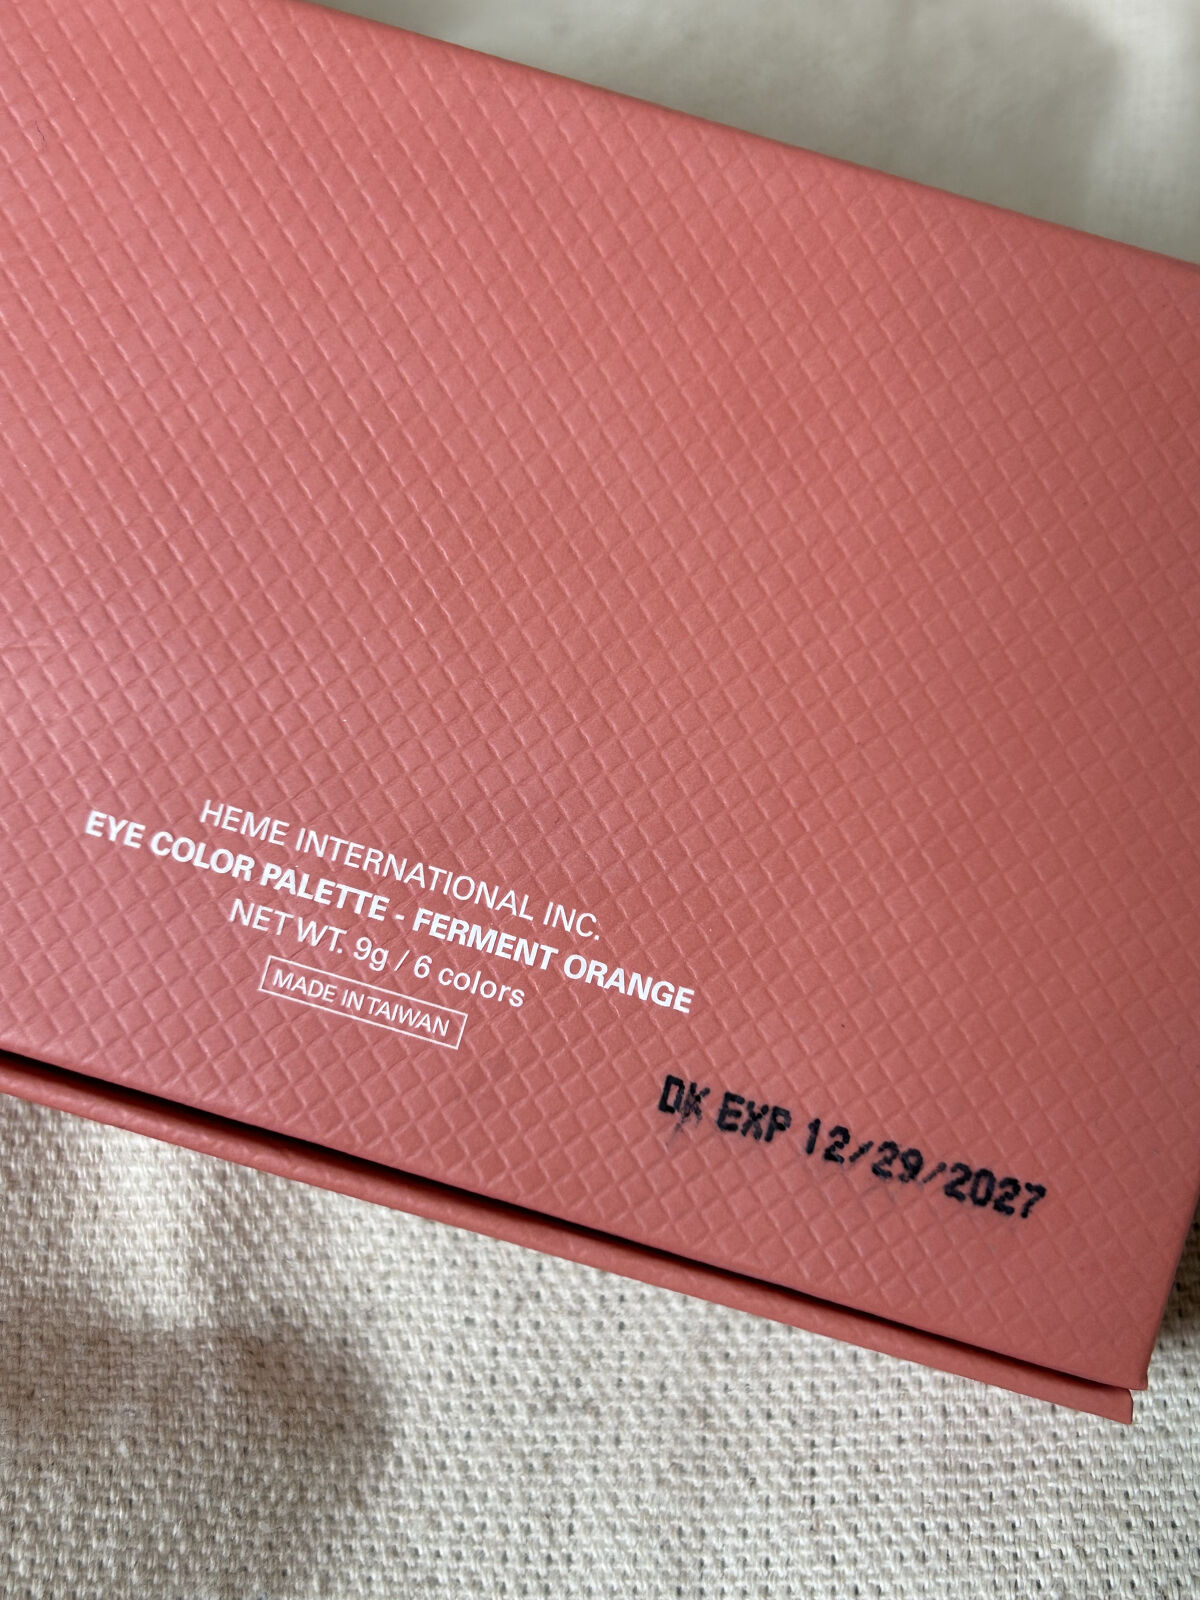 HEME INTERNATIONAL INC.
EYE COLOR PALETTE - FERMENT ORANGE
NET WT. 9g / 6 colors
MADE IN TAIWAN
DK EXP 12/29/2027